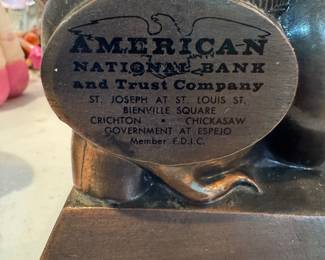 AMERICAN
NATIONAL BANK
and Trust Company
ST. JOSEPH AT ST. LOUIS ST.
BIENVILLE SQUARE
CRICHTON • CHICKASAW
GOVERNMENT AT ESPEJO
Member F.D.I.C.